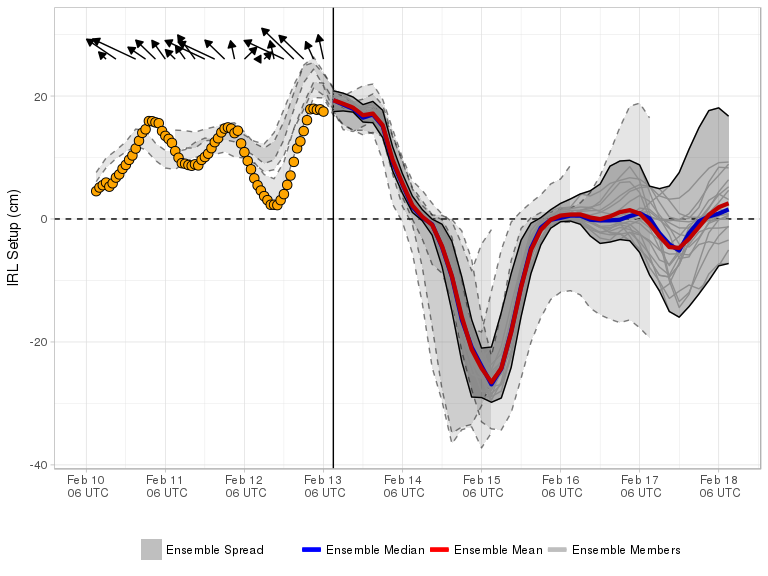 IRL Setup (cm)
20
0
-20
-40
Feb 10 Feb 11 Feb 12 Feb 13 Feb 14 Feb 15 Feb 16 Feb 17 Feb 18
06 UTC 06 UTC 06 UTC 06 UTC 06 UTC 06 UTC 06 UTC 06 UTC 06 UTC
Ensemble Spread Ensemble Median Ensemble Mean Ensemble Members